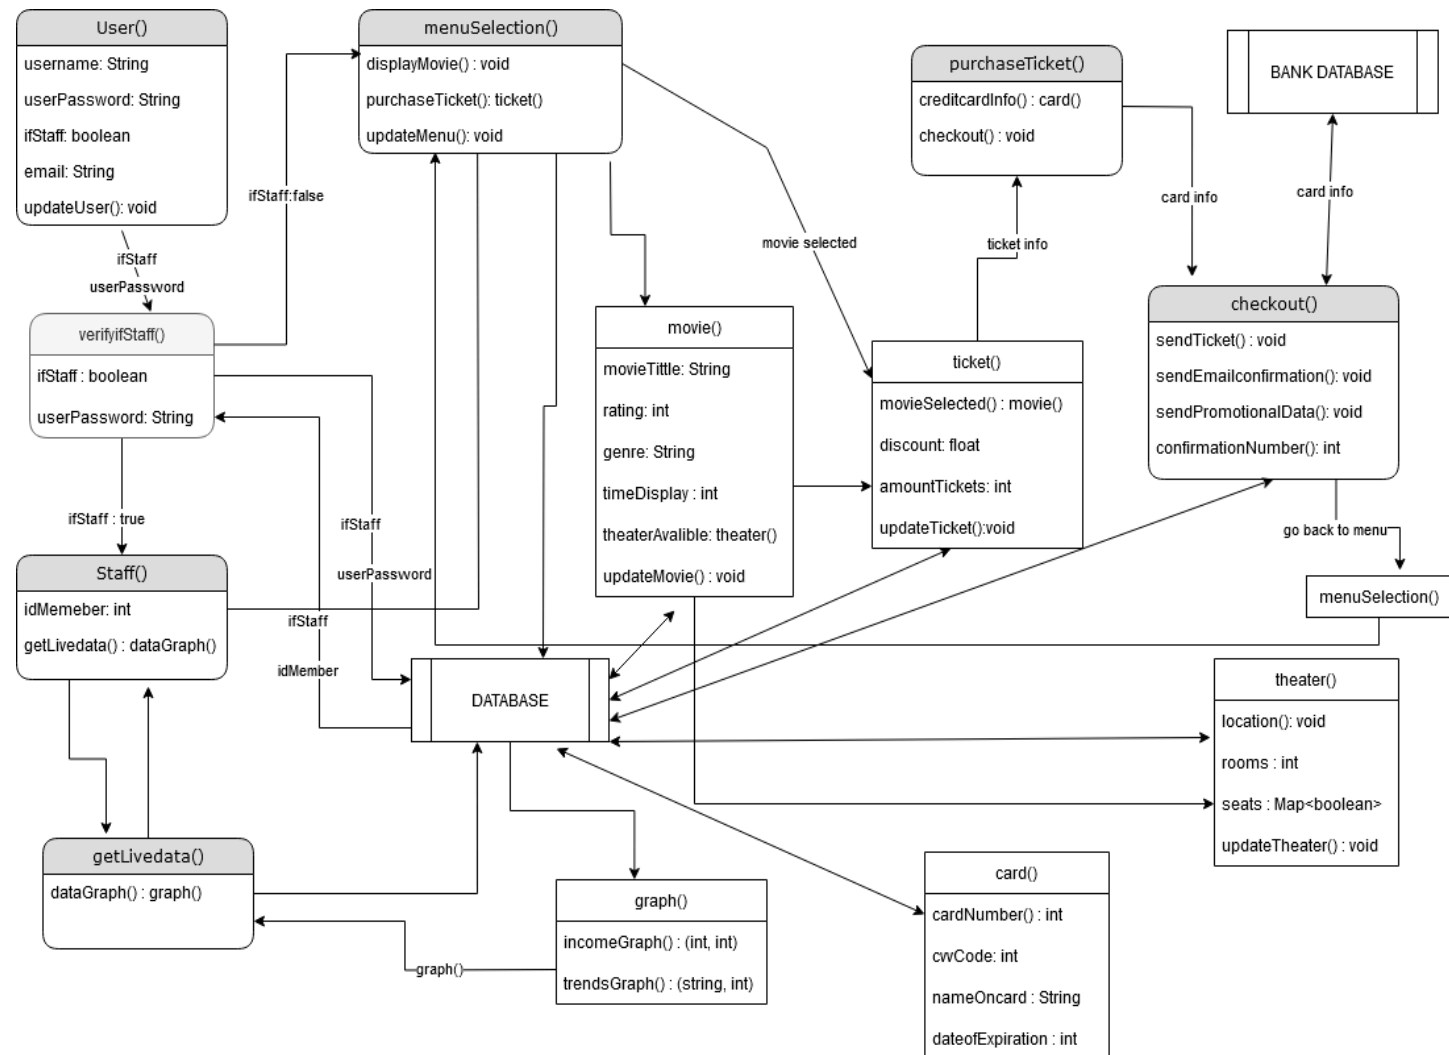 User()
username: String
userPassword: String
ifStaff: boolean
email: String
updateUser(): void
menuSelection()
displayMovie() : void
purchaseTicket(): ticket()
updateMenu(): void
purchaseTicket()
creditcardInfo() : card()
checkout() : void
BANK DATABASE
ifStaff:false
card info
card info
ifStaff
userPassword
movie selected
ticket info
verifyifStaff()
ifStaff : boolean
userPassword: String
movie()
movieTittle: String
rating: int
genre: String
timeDisplay : int
theaterAvalible: theater()
updateMovie() : void
ticket()
movieSelected() : movie()
discount: float
amountTickets: int
updateTicket():void
checkout()
sendTicket() : void
sendEmailconfirmation(): void
sendPromotionalData(): void
confirmationNumber(): int
ifStaff : true
ifStaff
userPassword
go back to menu
menuSelection()
Staff()
idMemeber: int
getLivedata() : dataGraph()
ifStaff
idMember
DATABASE
theater()
location(): void
rooms : int
seats : Map<boolean>
updateTheater() : void
getLivedata()
dataGraph() : graph()
graph()
graph()
incomeGraph() : (int, int)
trendsGraph() : (string, int)
card()
cardNumber() : int
cvvCode: int
nameOncard : String
dateofExpiration : int